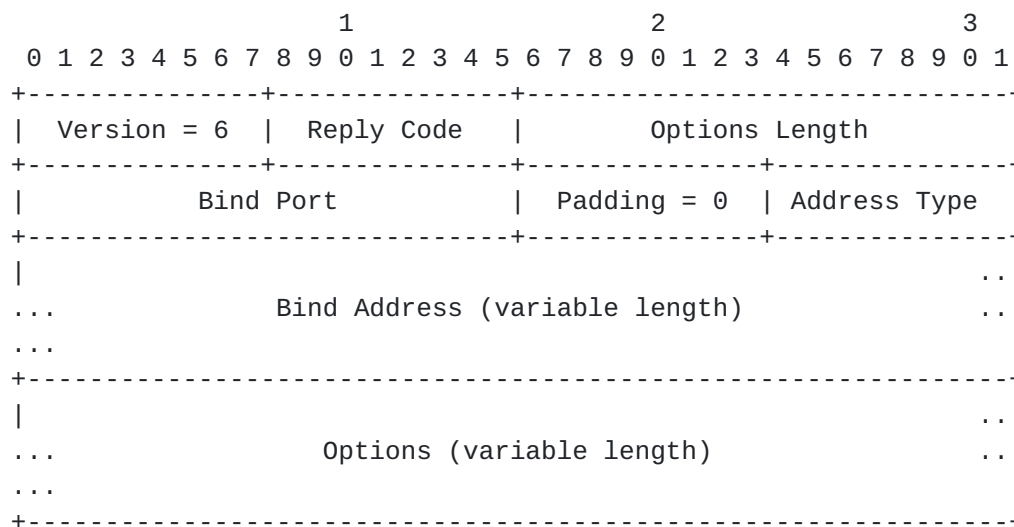 1                   2                   3
 0 1 2 3 4 5 6 7 8 9 0 1 2 3 4 5 6 7 8 9 0 1 2 3 4 5 6 7 8 9 0 1
+---------------+---------------+-------------------------------+
|  Version = 6  |  Reply Code   |        Options Length
+---------------+---------------+---------------+---------------+
|           Bind Port           |  Padding = 0  | Address Type
+-------------------------------+---------------+---------------+
|                                                             ..
...              Bind Address (variable length)               ..
...
+---------------------------------------------------------------+
|                                                             ..
...                 Options (variable length)                 ..
...
+---------------------------------------------------------------+